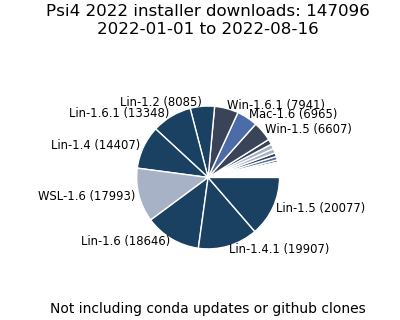 Psi4 2022 installer downloads: 147096
2022-01-01 to 2022-08-16
Lin-1.2 (8085)
Win-1.6.1 (7941)
Lin-1.6.1 (13348)
Mac-1.6 (6965)
Win-1.5 (6607)
Lin-1.4 (14407)
WSL-1.6 (17993)
Lin-1.5 (20077)
Lin-1.6 (18646)
Lin-1.4.1 (19907)
Not including conda updates or github clones